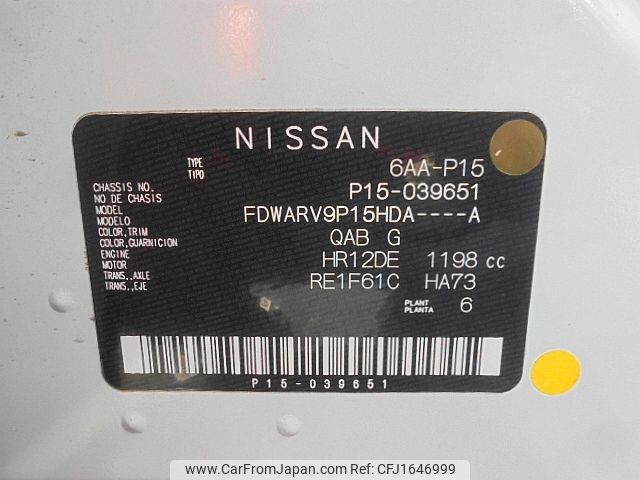 NISSAN
TYPE 6AA-P15
TIPO
CHASSIS NO. P15-039651
NO DE CHASIS
MODEL FDWARV9P15HDA----A
MODELO
COLOR,TRIM QAB G
COLOR,GUARNICION
ENGINE HR12DE 1198 cc
MOTOR
TRANS.,AXLE RE1F61C HA73
TRANS.,EJE
PLANT 6
PLANTA
P15-039651
www.CarFromJapan.com | Car ID: CFJ1646999